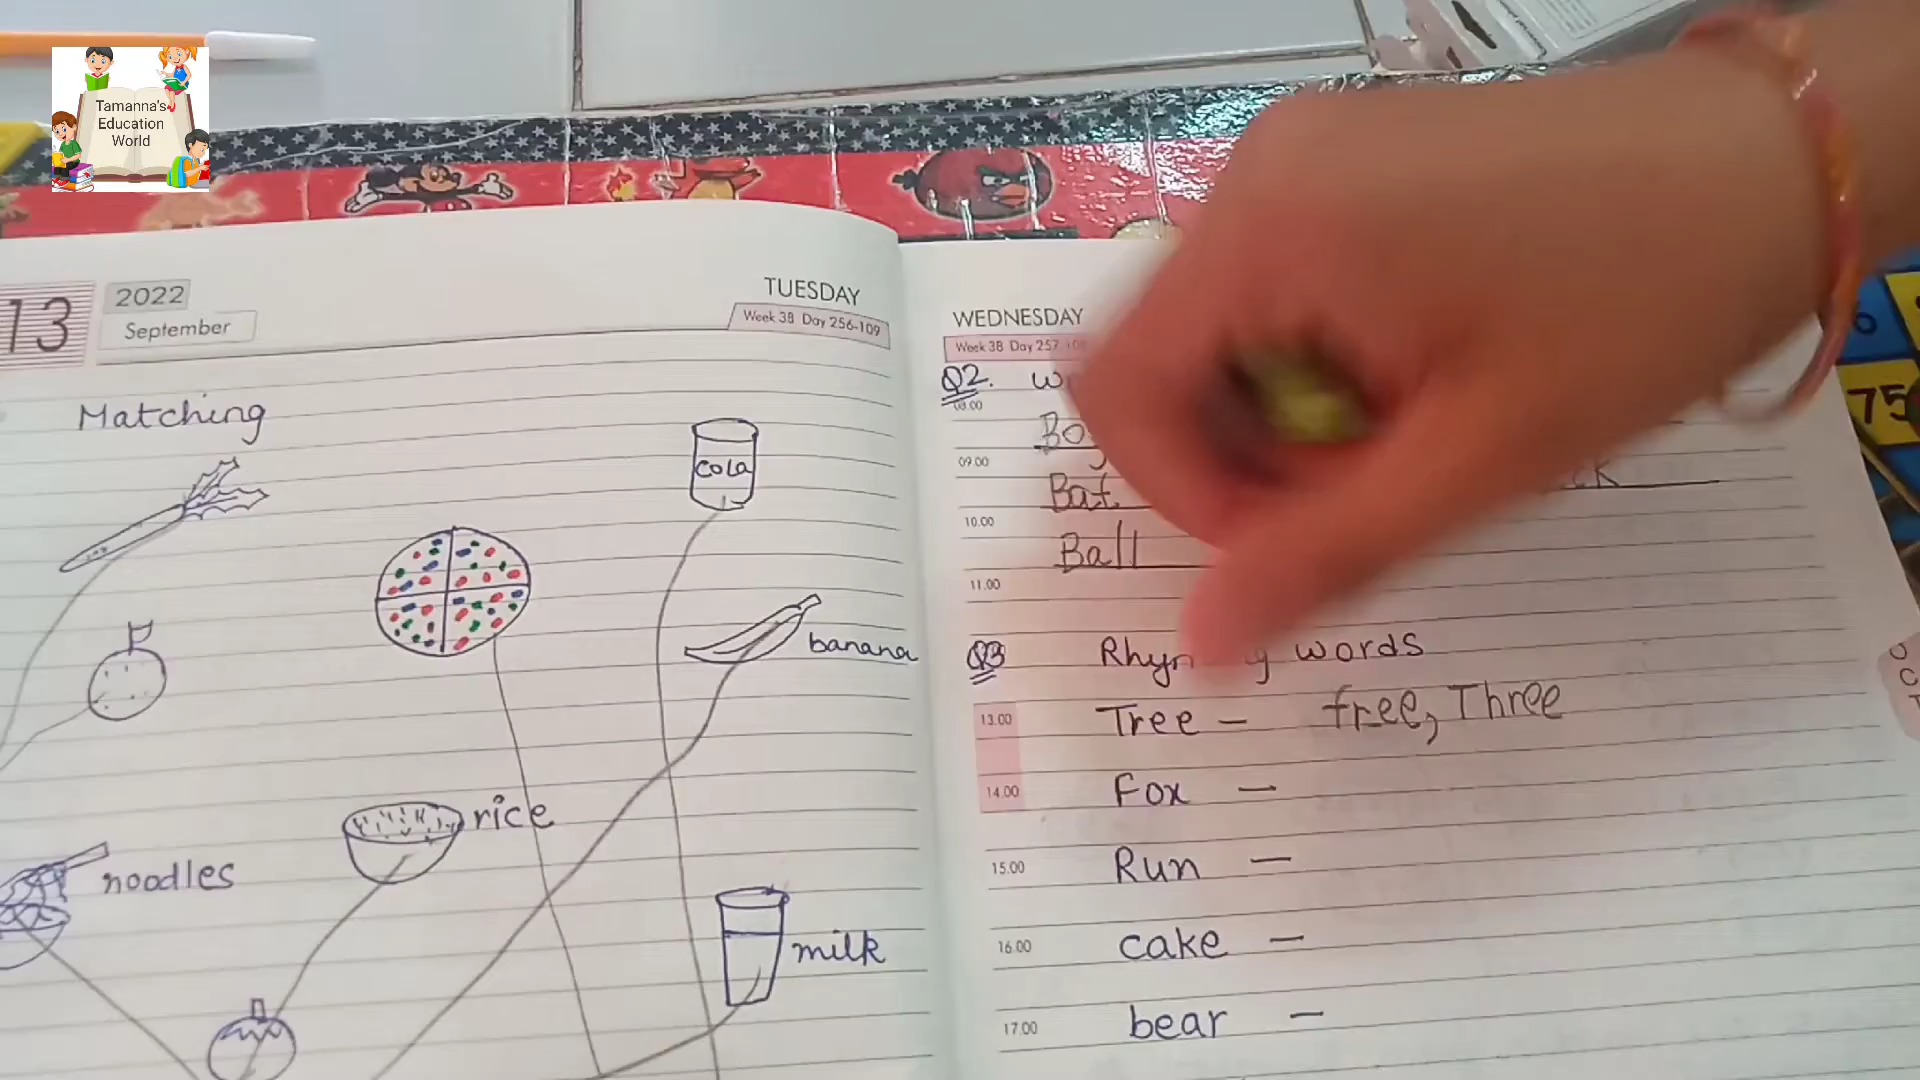 Tamanna's
Education
World
13
2022
September
TUESDAY
Week 38 Day 256-109
Matching
cola
banana
rice
noodles
milk
WEDNESDAY
Week 38 Day 257
Q2.
08.00
09.00
Bat
10.00
Ball
11.00
Q3 words
13.00 Tree – free, Three
14.00 Fox –
15.00 Run –
16.00 cake –
17.00 bear –
75